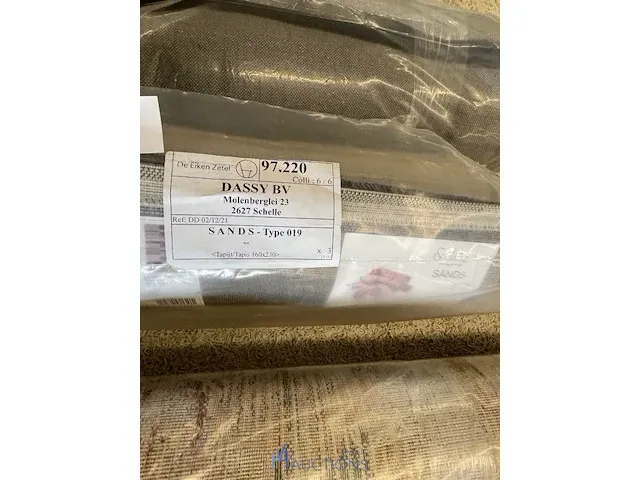 De Eiken Zetel
97.220
Colli : 6 / 6
DASSY BV
Molenberglei 23
2627 Schelle
Ref: DD 02/12/21
S A N D S - Type 019
--
<Tapijt/Tapis 160x230>
x 3
SANDS
AUCTIONS